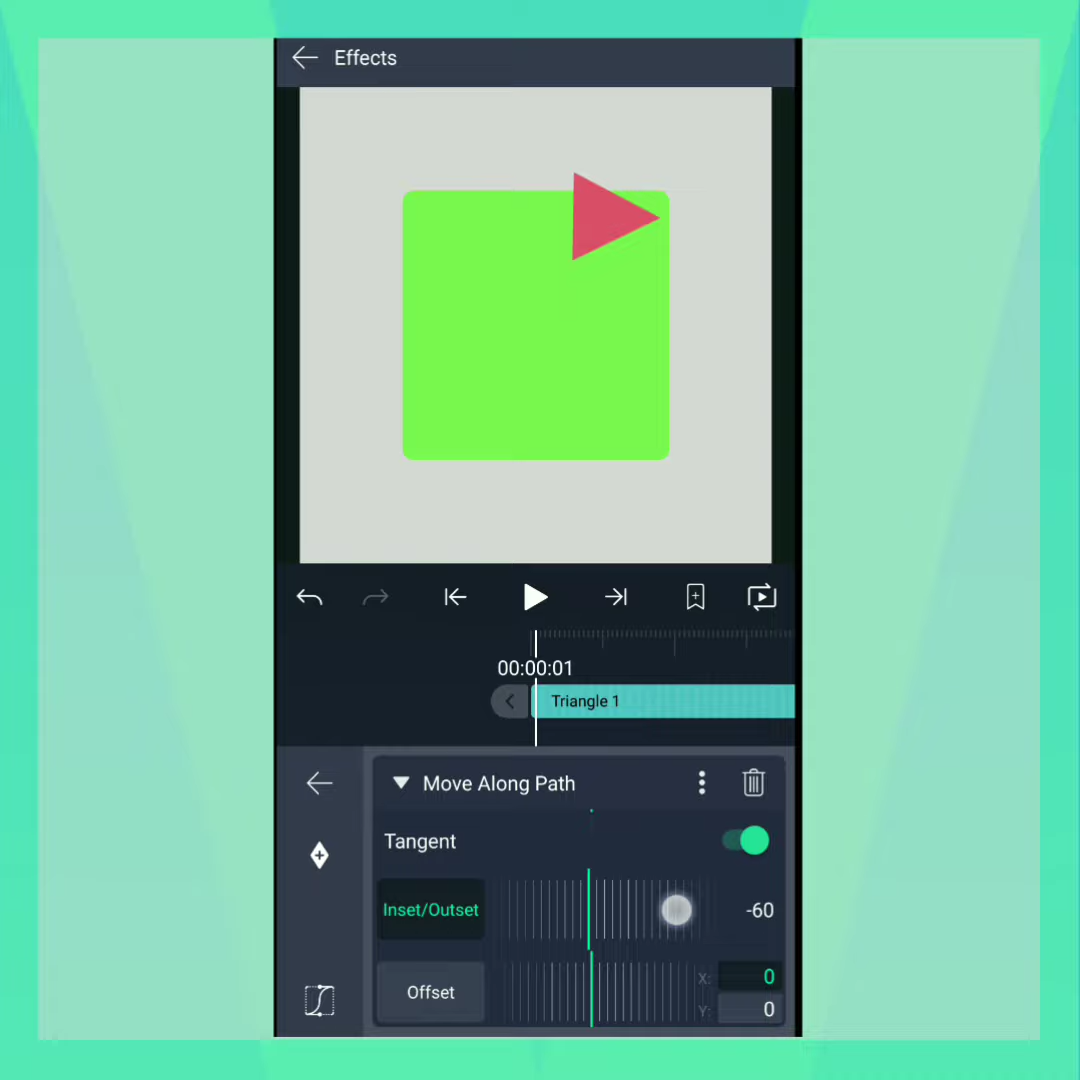 Effects
00:00:01
Triangle 1
Move Along Path
Tangent
Inset/Outset
-60
Offset
X: 0
Y: 0